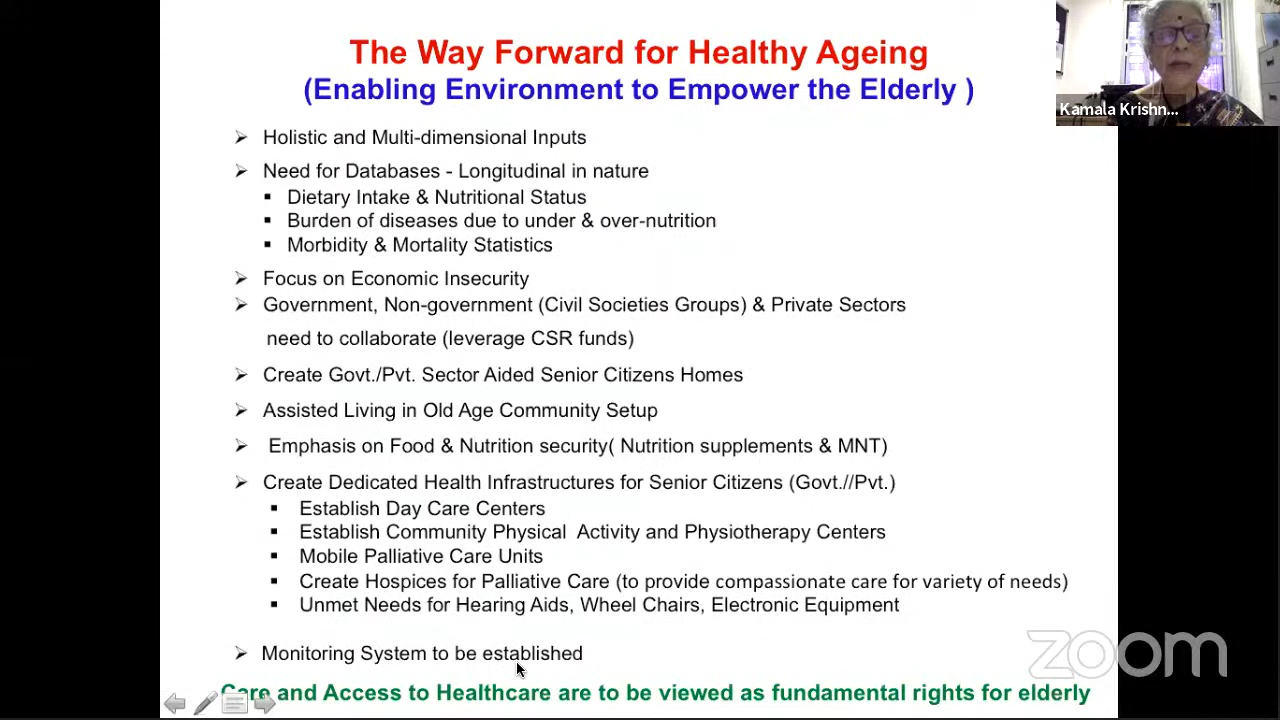 The Way Forward for Healthy Ageing
(Enabling Environment to Empower the Elderly )
Kamala Krishn...
Holistic and Multi-dimensional Inputs
Need for Databases - Longitudinal in nature
Dietary Intake & Nutritional Status
Burden of diseases due to under & over-nutrition
Morbidity & Mortality Statistics
Focus on Economic Insecurity
Government, Non-government (Civil Societies Groups) & Private Sectors
need to collaborate (leverage CSR funds)
Create Govt./Pvt. Sector Aided Senior Citizens Homes
Assisted Living in Old Age Community Setup
Emphasis on Food & Nutrition security( Nutrition supplements & MNT)
Create Dedicated Health Infrastructures for Senior Citizens (Govt.//Pvt.)
Establish Day Care Centers
Establish Community Physical Activity and Physiotherapy Centers
Mobile Palliative Care Units
Create Hospices for Palliative Care (to provide compassionate care for variety of needs)
Unmet Needs for Hearing Aids, Wheel Chairs, Electronic Equipment
Monitoring System to be established
zoom
Care and Access to Healthcare are to be viewed as fundamental rights for elderly